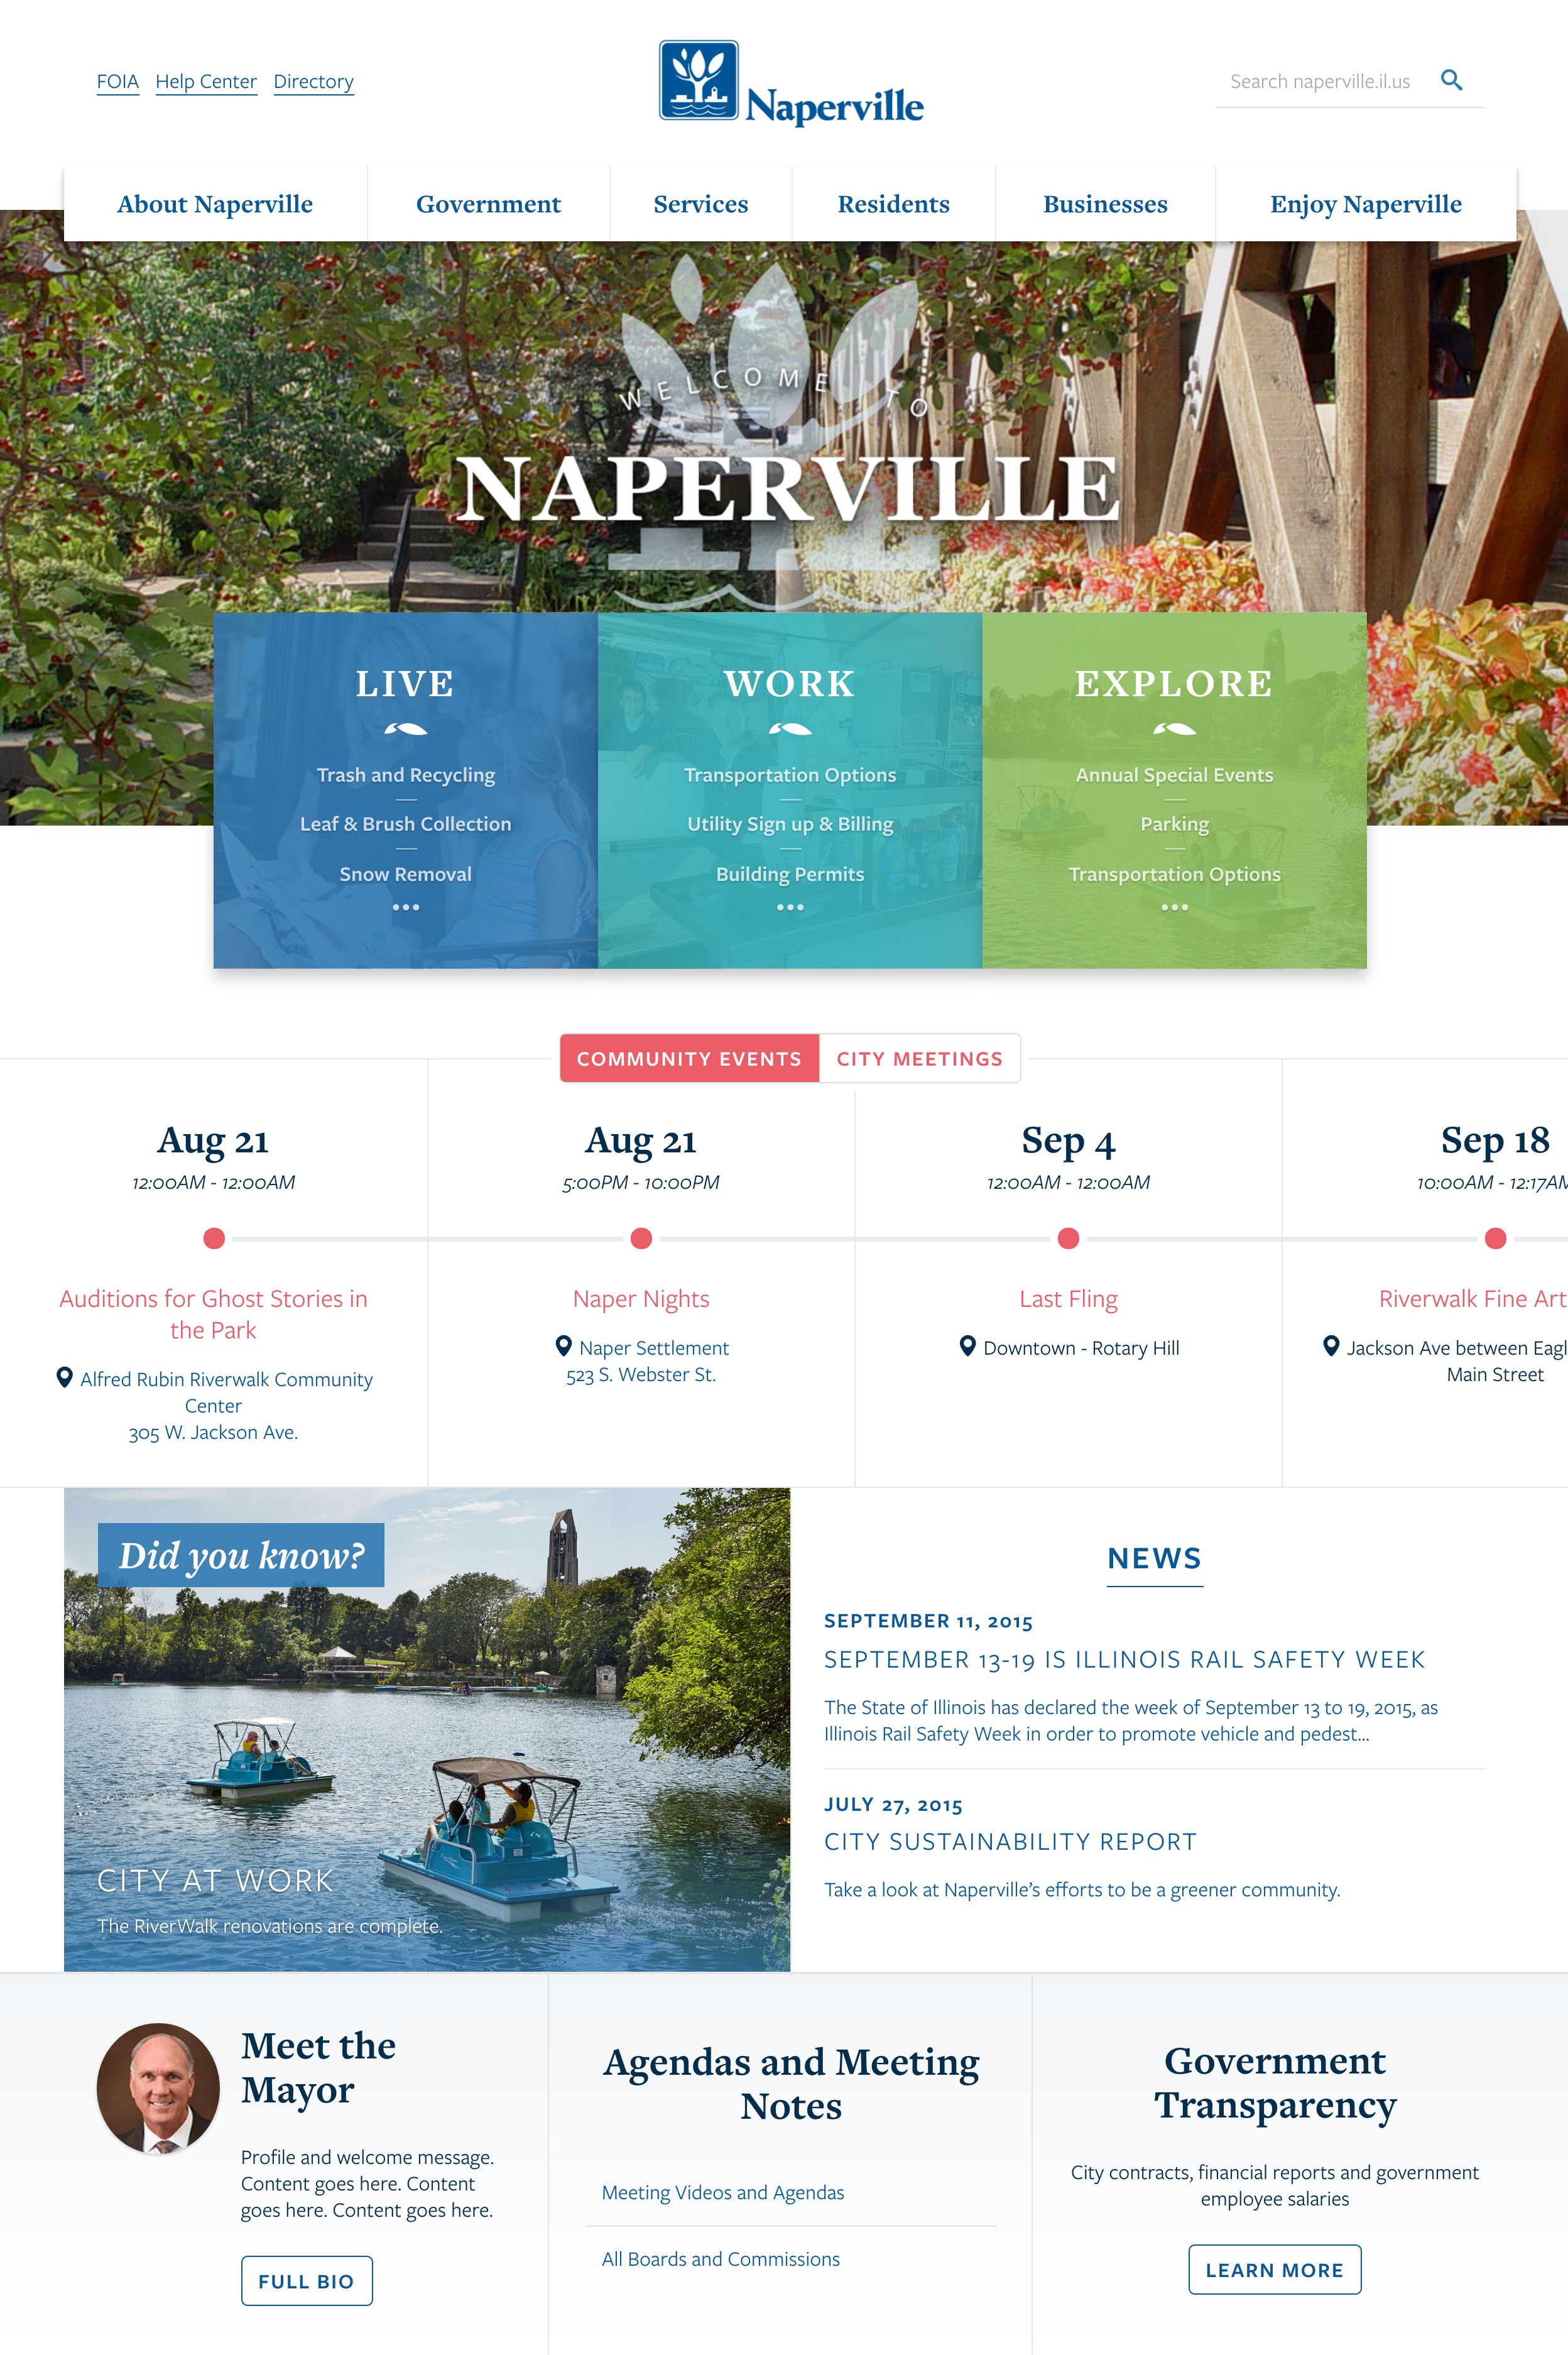 FOIA Help Center Directory
Naperville
Search naperville.il.us
About Naperville Government Services Residents Businesses Enjoy Naperville
WELCOME TO
NAPERVILLE
LIVE
Trash and Recycling
Leaf & Brush Collection
Snow Removal
WORK
Transportation Options
Utility Sign up & Billing
Building Permits
EXPLORE
Annual Special Events
Parking
Transportation Options
COMMUNITY EVENTS CITY MEETINGS
Aug 21
12:00AM - 12:00AM
Auditions for Ghost Stories in
the Park
Alfred Rubin Riverwalk Community
Center
305 W. Jackson Ave.
Aug 21
5:00PM - 10:00PM
Naper Nights
Naper Settlement
523 S. Webster St.
Sep 4
12:00AM - 12:00AM
Last Fling
Downtown - Rotary Hill
Sep 18
10:00AM - 12:17AM
Riverwalk Fine Art
Jackson Ave between Eagl
Main Street
Did you know?
CITY AT WORK
The RiverWalk renovations are complete.
NEWS
SEPTEMBER 11, 2015
SEPTEMBER 13-19 IS ILLINOIS RAIL SAFETY WEEK
The State of Illinois has declared the week of September 13 to 19, 2015, as
Illinois Rail Safety Week in order to promote vehicle and pedest...
JULY 27, 2015
CITY SUSTAINABILITY REPORT
Take a look at Naperville's efforts to be a greener community.
Meet the
Mayor
Profile and welcome message.
Content goes here. Content
goes here. Content goes here.
FULL BIO
Agendas and Meeting
Notes
Meeting Videos and Agendas
All Boards and Commissions
Government
Transparency
City contracts, financial reports and government
employee salaries
LEARN MORE